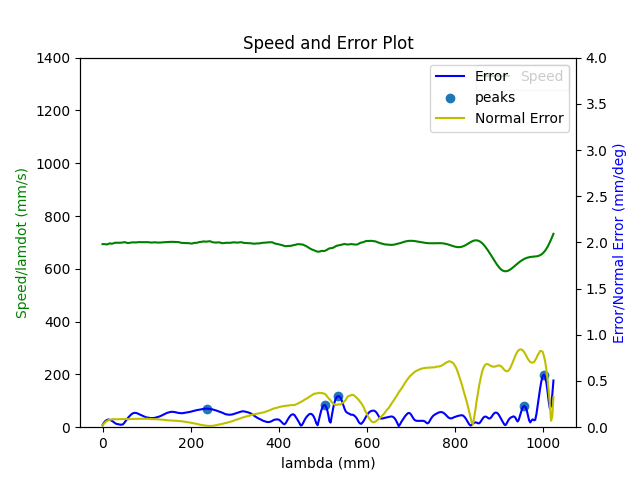 Speed and Error Plot
1400
1200
1000
800
600
400
200
0
Speed/lamdot (mm/s)
0
200
400
600
800
1000
lambda (mm)
4.0
3.5
3.0
2.5
2.0
1.5
1.0
0.5
0.0
Error/Normal Error (mm/deg)
Error
Speed
peaks
Normal Error